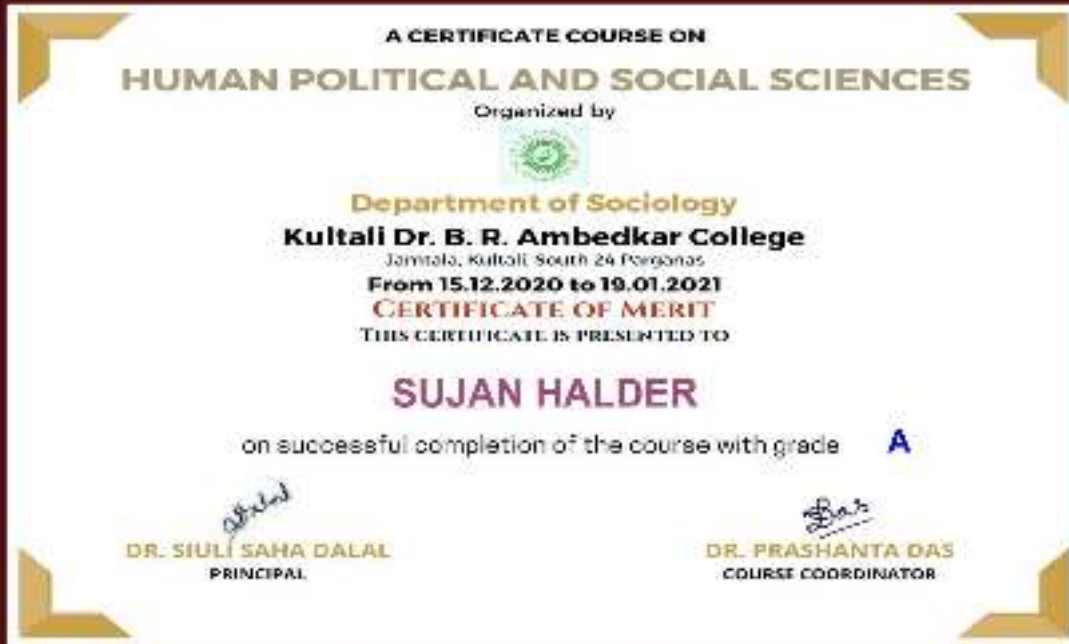 A CERTIFICATE COURSE ON
HUMAN POLITICAL AND SOCIAL SCIENCES
Organized by
Department of Sociology
Kultali Dr. B. R. Ambedkar College
Jamtala, Kultali, South 24 Parganas
From 15.12.2020 to 19.01.2021
CERTIFICATE OF MERIT
THIS CERTIFICATE IS PRESENTED TO
SUJAN HALDER
on successful completion of the course with grade A
DR. SIULI SAHA DALAL
PRINCIPAL
Das
DR. PRASHANTA DAS
COURSE COORDINATOR